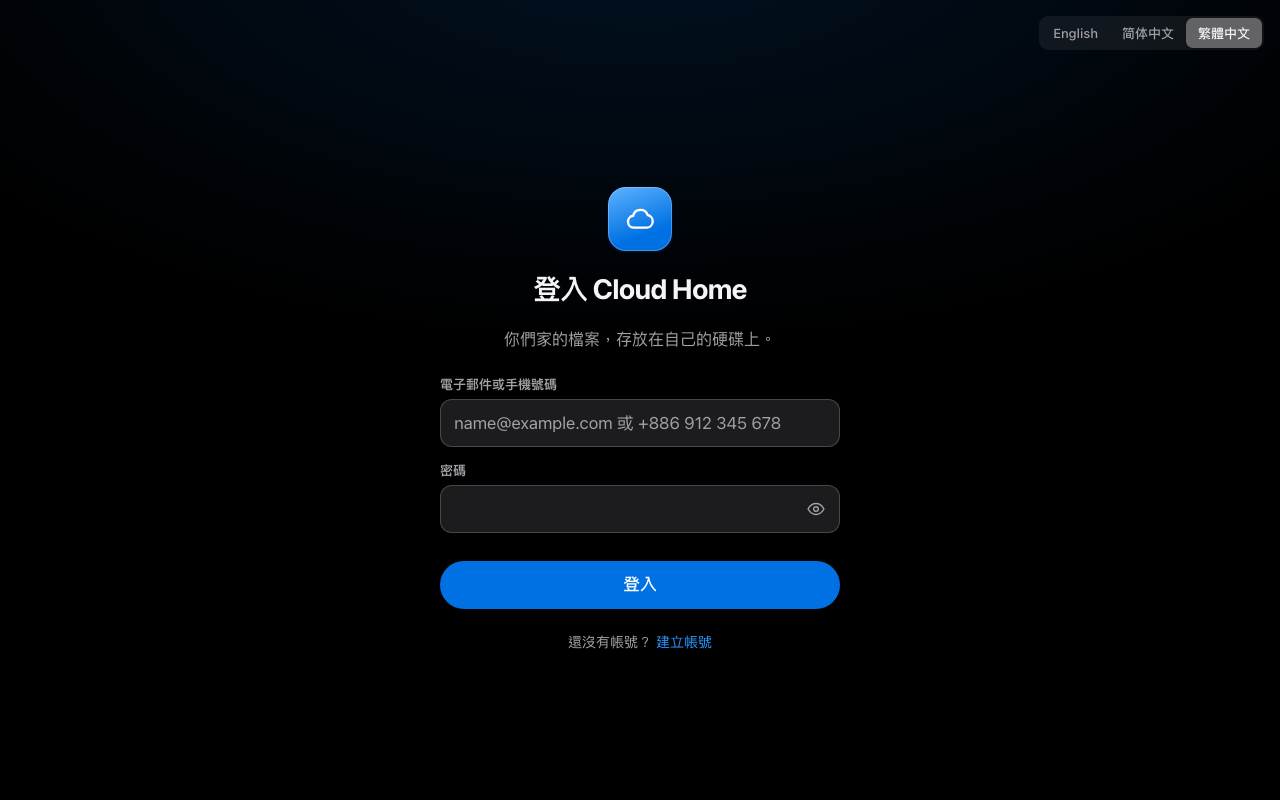 English 简体中文 繁體中文
登入 Cloud Home
你們家的檔案，存放在自己的硬碟上。
電子郵件或手機號碼
name@example.com 或 +886 912 345 678
密碼
登入
還沒有帳號？ 建立帳號